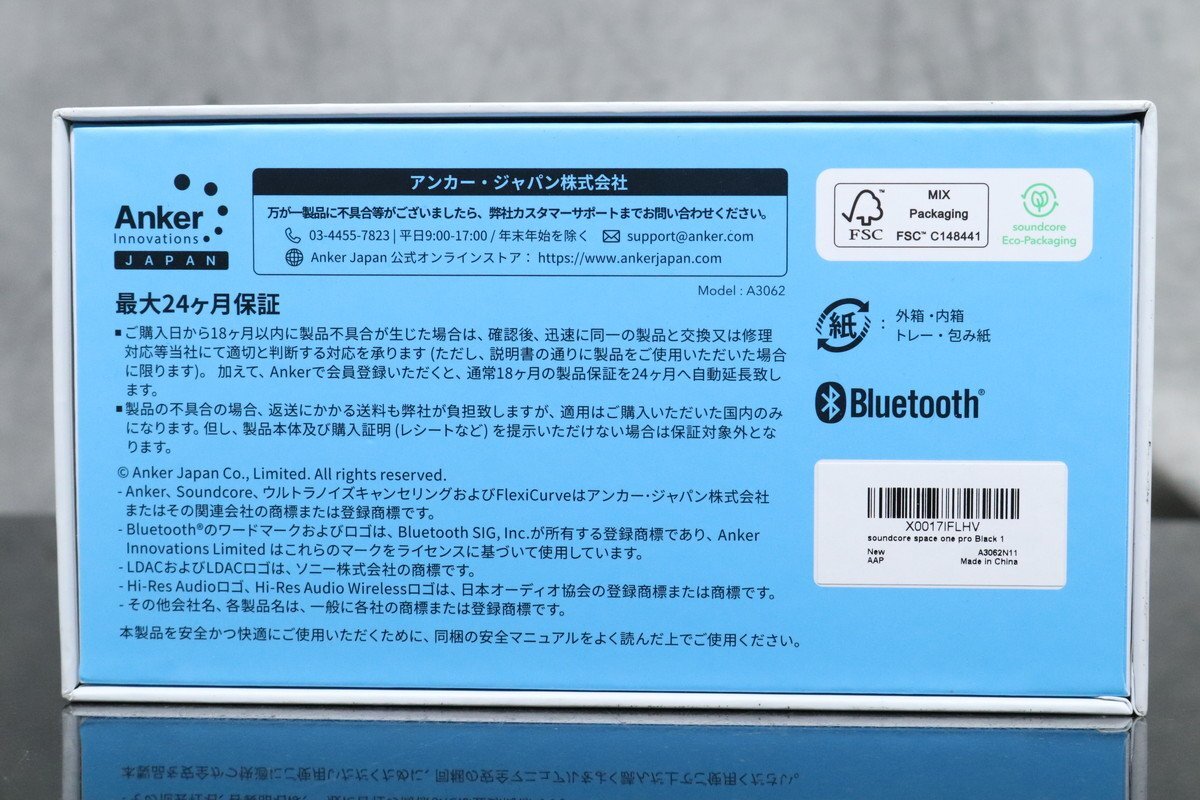 Anker
Innovations
JAPAN
アンカー・ジャパン株式会社
万が一製品に不具合等がございましたら、弊社カスタマーサポートまでお問い合わせください。
03-4455-7823 | 平日9:00-17:00 / 年末年始を除く support@anker.com
Anker Japan 公式オンラインストア： https://www.ankerjapan.com
Model : A3062
最大24ヶ月保証
■ご購入日から18ヶ月以内に製品不具合が生じた場合は、確認後、迅速に同一の製品と交換又は修理
対応等当社にて適切と判断する対応を承ります (ただし、説明書の通りに製品をご使用いただいた場合
に限ります)。 加えて、Ankerで会員登録いただくと、通常18ヶ月の製品保証を24ヶ月へ自動延長致し
ます。
■製品の不具合の場合、返送にかかる送料も弊社が負担致しますが、適用はご購入いただいた国内のみ
になります。但し、製品本体及び購入証明 (レシートなど) を提示いただけない場合は保証対象外とな
ります。
© Anker Japan Co., Limited. All rights reserved.
- Anker、Soundcore、ウルトラノイズキャンセリングおよびFlexiCurveはアンカー・ジャパン株式会社
またはその関連会社の商標または登録商標です。
- Bluetooth®のワードマークおよびロゴは、Bluetooth SIG, Inc.が所有する登録商標であり、Anker
Innovations Limited はこれらのマークをライセンスに基づいて使用しています。
- LDACおよびLDACロゴは、ソニー株式会社の商標です。
- Hi-Res Audioロゴ、Hi-Res Audio Wirelessロゴは、日本オーディオ協会の登録商標または商標です。
- その他会社名、各製品名は、一般に各社の商標または登録商標です。
本製品を安全かつ快適にご使用いただくために、同梱の安全マニュアルをよく読んだ上でご使用ください。
FSC™
MIX
Packaging
FSC™ C148441
soundcore
Eco-Packaging
紙 : 外箱・内箱
トレー・包み紙
Bluetooth®
X0017IFLHV
soundcore space one pro Black 1
New A3062N11
AAP Made in China